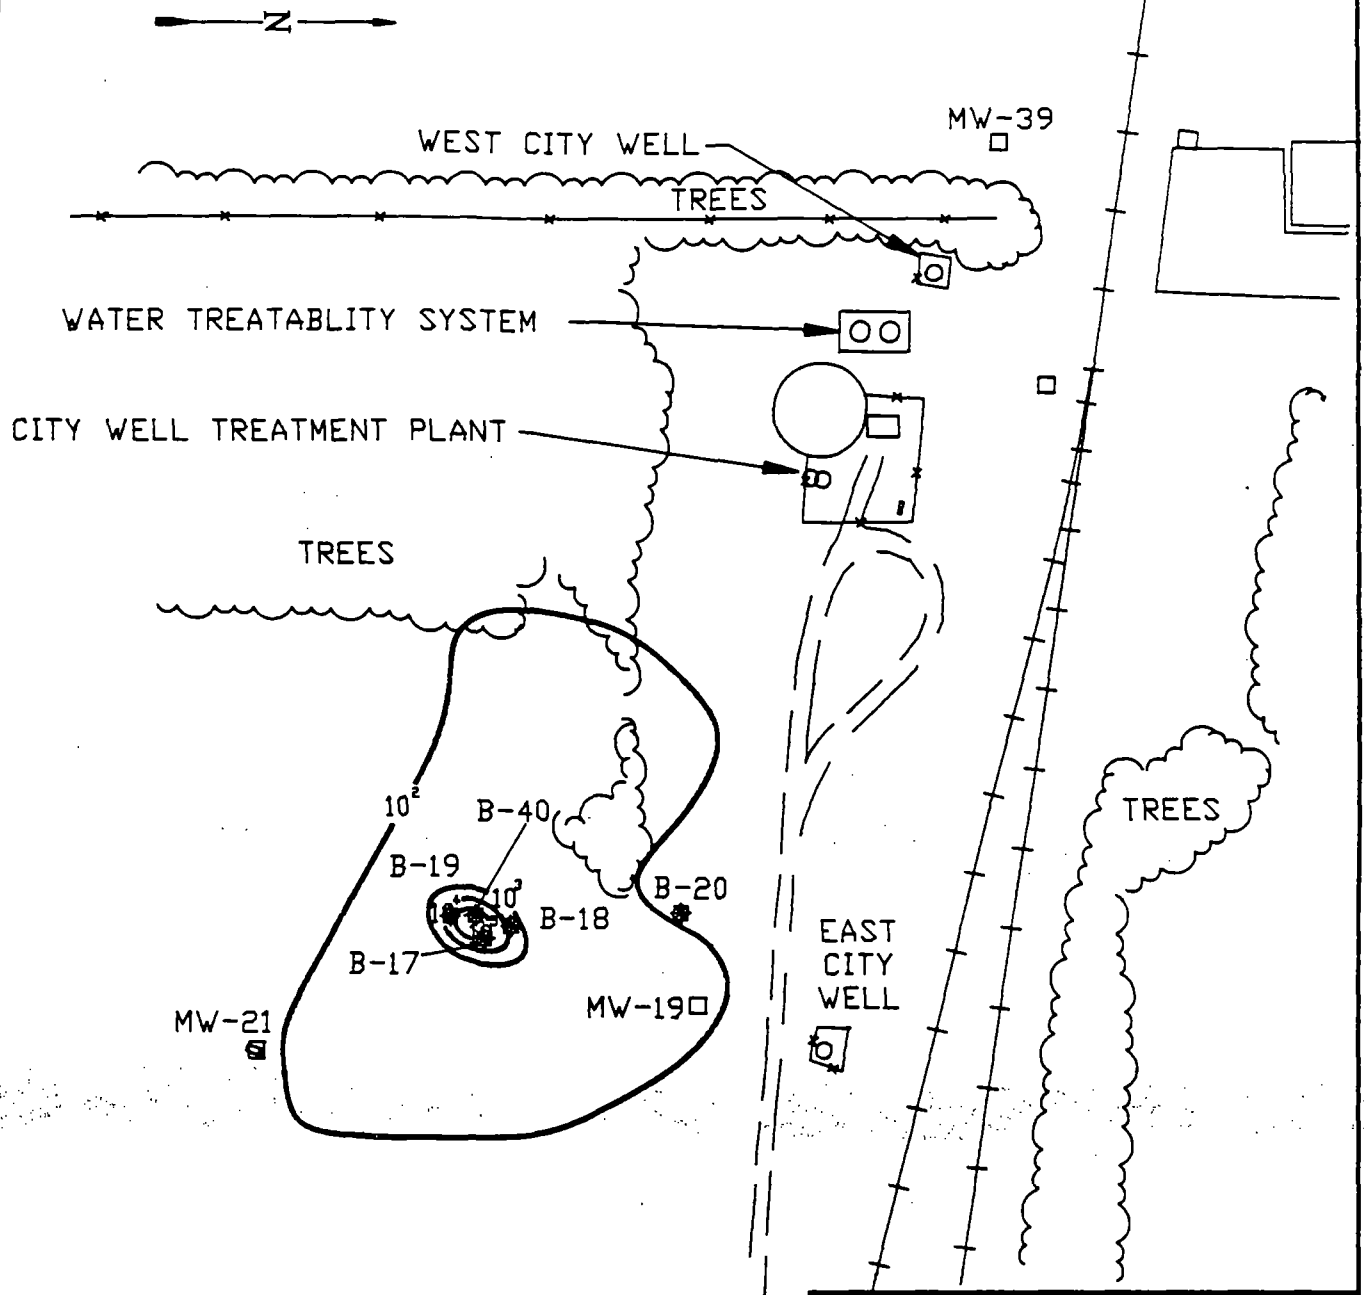 N
MW-39
WEST CITY WELL
TREES
WATER TREATABLITY SYSTEM
CITY WELL TREATMENT PLANT
TREES
10²
B-40
TREES
B-19
10³
B-20
B-18
B-17
EAST
CITY
WELL
MW-19
MW-21